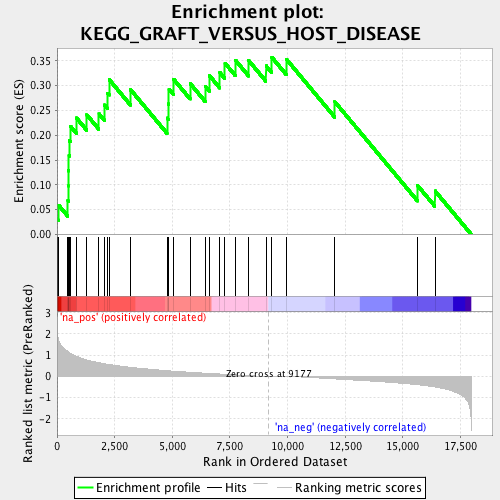 Enrichment plot:
KEGG_GRAFT_VERSUS_HOST_DISEASE
Enrichment score (ES)
0.35
0.30
0.25
0.20
0.15
0.10
0.05
0.00
'na_pos' (positively correlated)
Ranked list metric (PreRanked)
3
2
1
0
-1
-2
Zero cross at 9177
'na_neg' (negatively correlated)
0 2,500 5,000 7,500 10,000 12,500 15,000 17,500
Rank in Ordered Dataset
Enrichment profile Hits Ranking metric scores